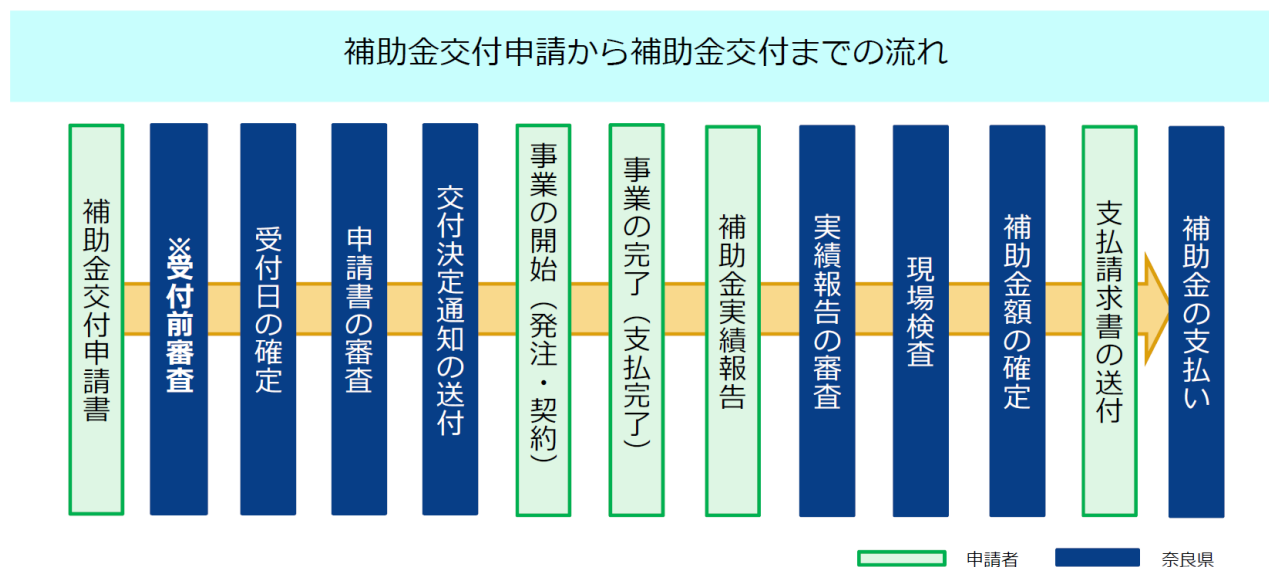 補助金交付申請から補助金交付までの流れ
補助金交付申請書
※受付前審査
受付日の確定
申請書の審査
交付決定通知の送付
事業の開始（発注・契約）
事業の完了（支払完了）
補助金実績報告
実績報告の審査
現場検査
補助金額の確定
支払請求書の送付
補助金の支払い
申請者
奈良県